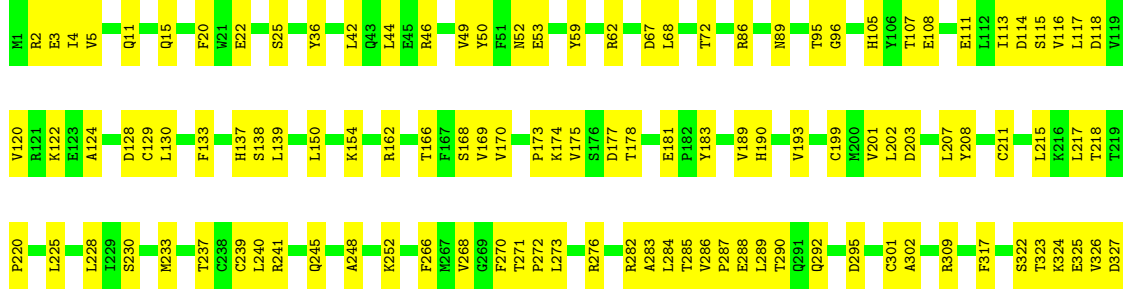 M1 R2 E3 I4 V5 Q11 Q15 F20 W21 E22 S25 Y36 L42 Q43 L44 E45 R46 V49 Y50 F51 N52 E53 Y59 R62 D67 L68 T72 R86 N89 T95 G96 H105 Y106 T107 E108 E111 L112 I113 D114 S115 V116 L117 D118 V119
V120 R121 K122 E123 A124 D128 C129 L130 F133 H137 S138 L139 L150 K154 R162 T166 F167 S168 V169 V170 P173 K174 V175 S176 D177 T178 E181 P182 Y183 V189 H190 V193 C199 M200 V201 L202 D203 L207 Y208 C211 L215 K216 L217 T218 T219
P220 L225 L228 I229 S230 M233 T237 C238 C239 L240 R241 Q245 A248 K252 F266 M267 V268 G269 F270 T271 P272 L273 R276 R282 A283 L284 T285 V286 P287 E288 L289 T290 Q291 Q292 D295 C301 A302 R309 F317 S322 T323 K324 E325 V326 D327